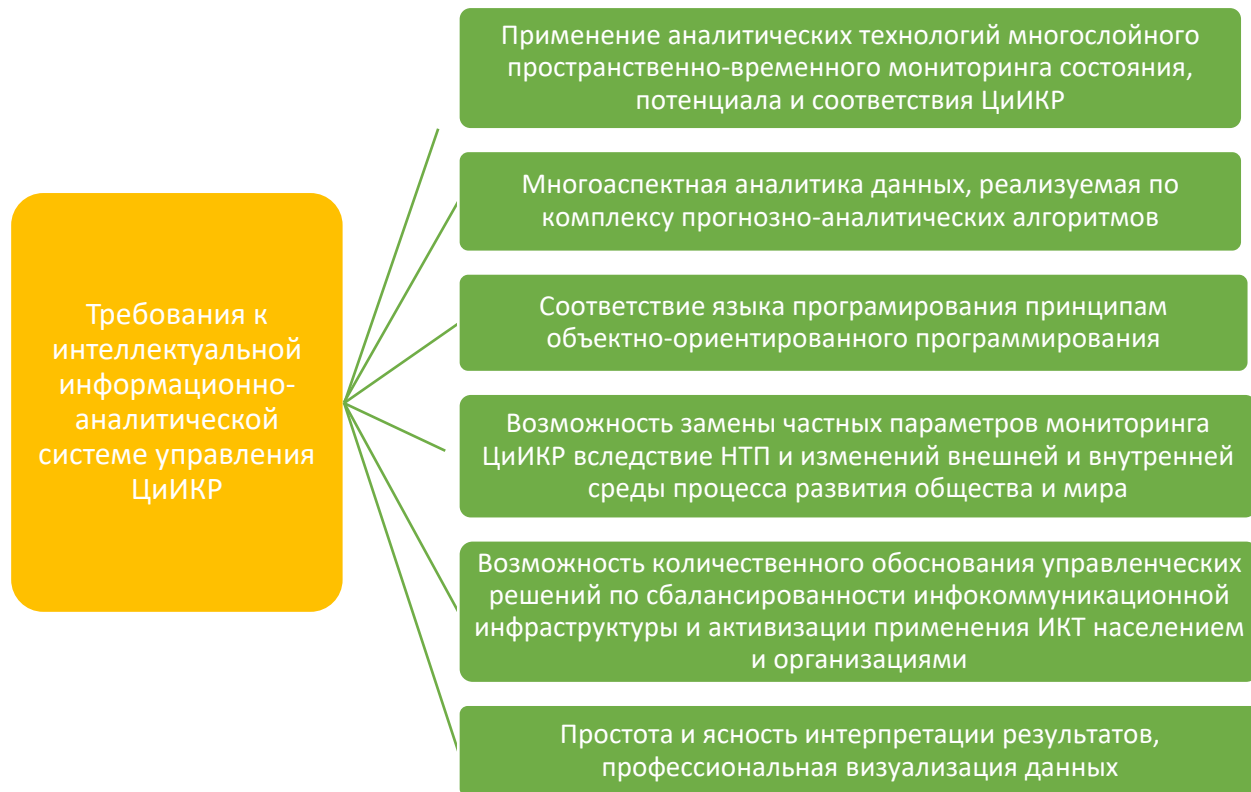 Применение аналитических технологий многослойного
пространственно-временного мониторинга состояния,
потенциала и соответствия ЦиИКР
Многоаспектная аналитика данных, реализуемая по
комплексу прогнозно-аналитических алгоритмов
Соответствие языка програмирования принципам
объектно-ориентированного программирования
Требования к
интеллектуальной
информационно-
аналитической
системе управления
ЦиИКР
Возможность замены частных параметров мониторинга
ЦиИКР вследствие НТП и изменений внешней и внутренней
среды процесса развития общества и мира
Возможность количественного обоснования управленческих
решений по сбалансированности инфокоммуникационной
инфраструктуры и активизации применения ИКТ населением
и организациями
Простота и ясность интерпретации результатов,
профессиональная визуализация данных